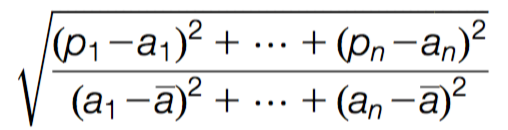 √((p₁−a₁)² + ⋯ + (pₙ−aₙ)² / (a₁−a̅)² + ⋯ + (aₙ−a̅)²)